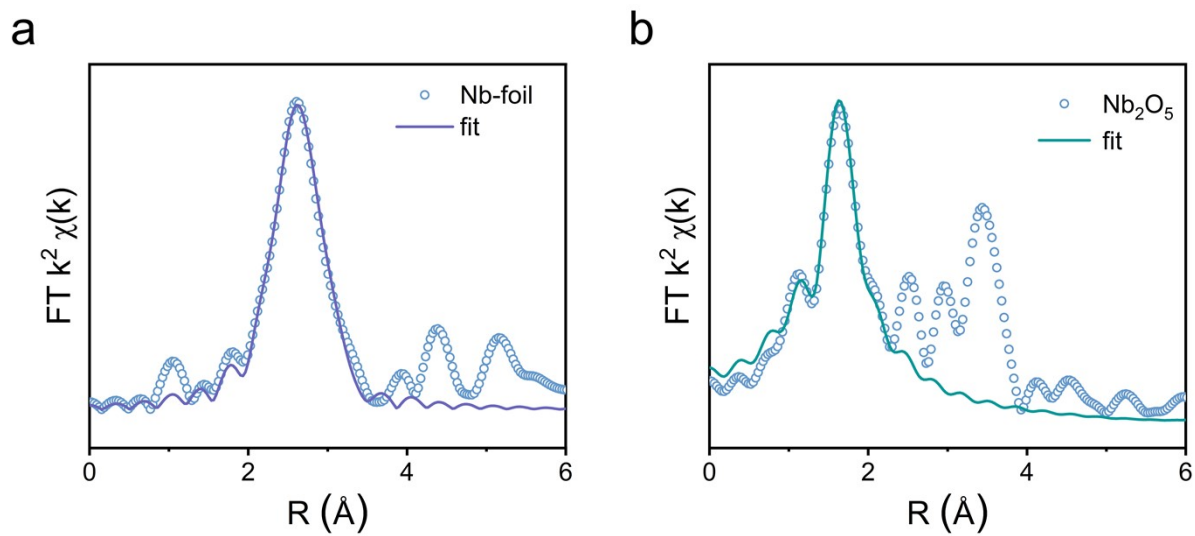 a
Nb-foil
fit
FT k² χ(k)
0 2 4 6
R (Å)
b
Nb₂O₅
fit
FT k² χ(k)
0 2 4 6
R (Å)